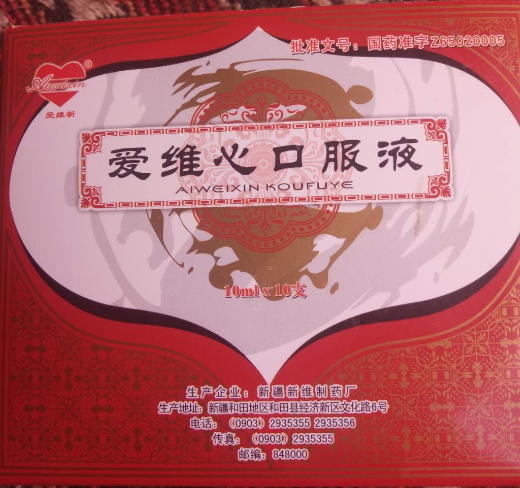 批准文号：国药准字Z65020005
Aiweixin
爱维新
爱维心口服液
AIWEIXIN KOUFUYE
10ml x 10支
生产企业：新疆新维制药厂
生产地址：新疆和田地区和田县经济新区文化路6号
电话：（0903）2935355 2935356
传真：（0903）2935355
邮编：848000